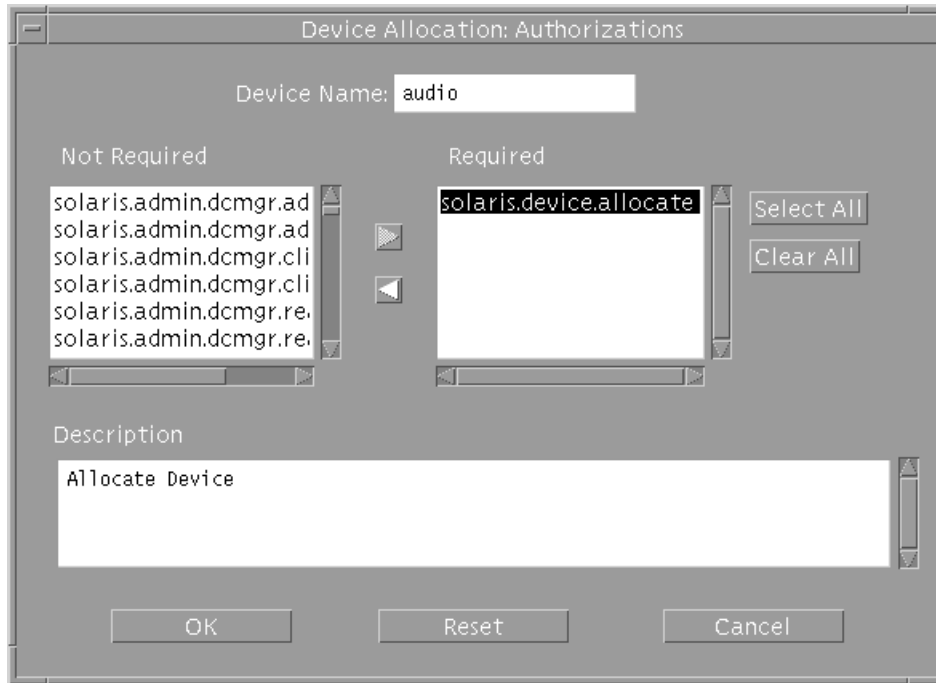 Device Allocation: Authorizations
Device Name: audio
Not Required
Required
solaris.admin.dcmgr.ad
solaris.admin.dcmgr.ad
solaris.admin.dcmgr.cli
solaris.admin.dcmgr.cli
solaris.admin.dcmgr.re
solaris.admin.dcmgr.re
solaris.device.allocate
Select All
Clear All
Description
Allocate Device
OK
Reset
Cancel